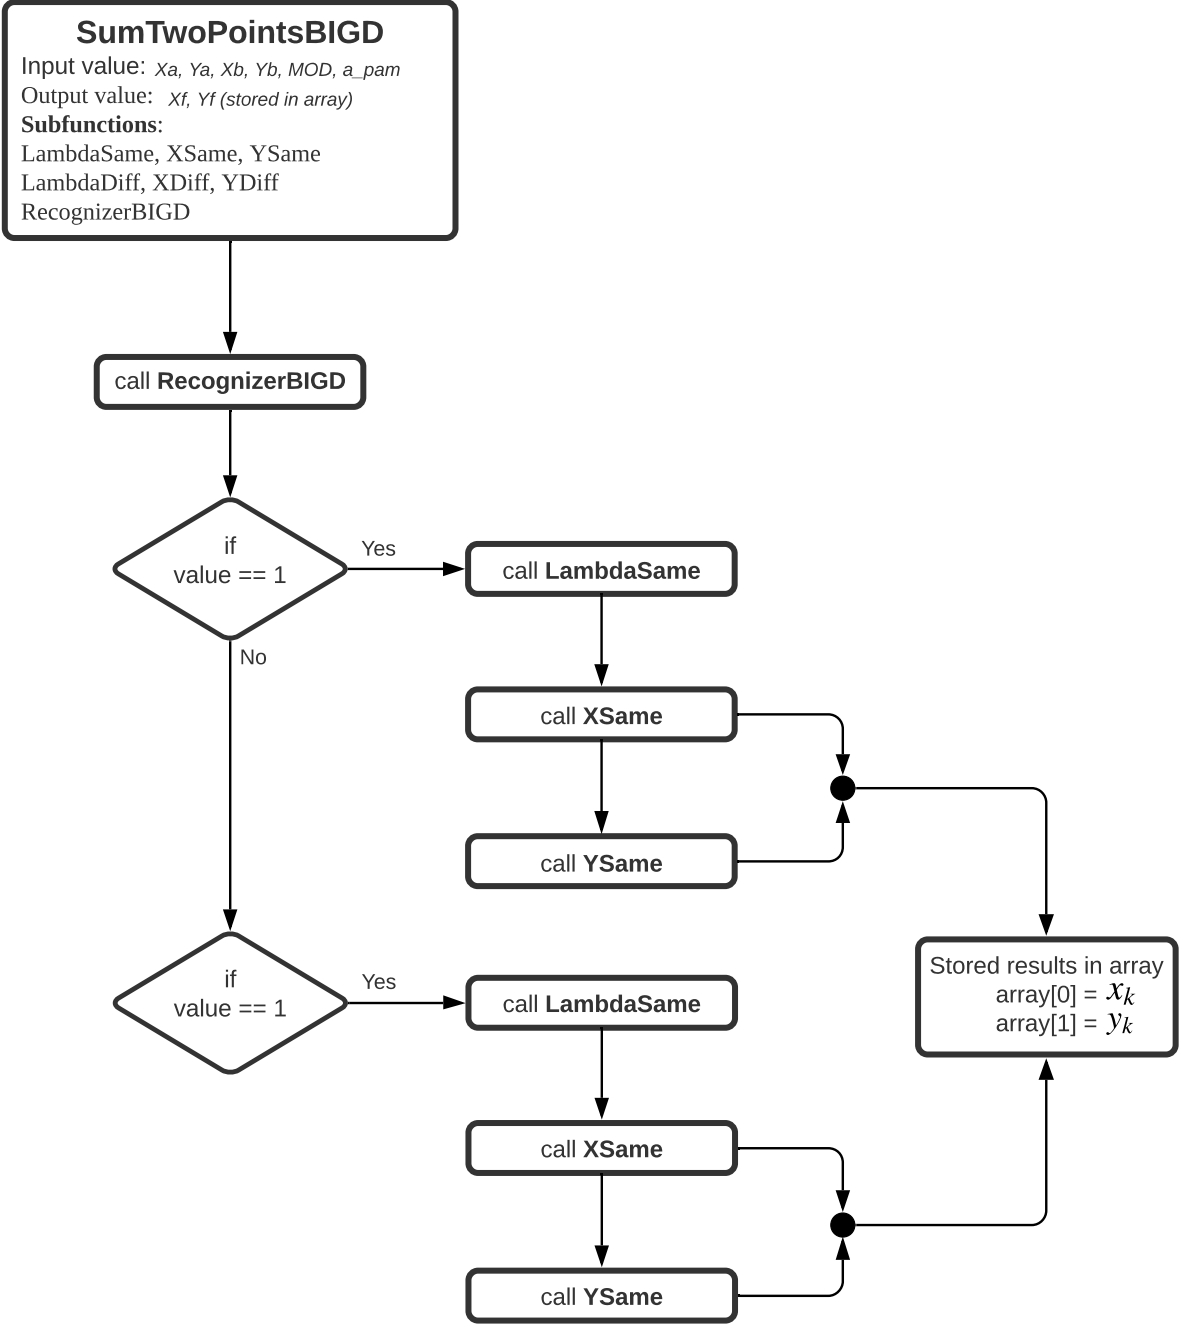 SumTwoPointsBIGD
Input value: Xa, Ya, Xb, Yb, MOD, a_pam
Output value: Xf, Yf (stored in array)
Subfunctions:
LambdaSame, XSame, YSame
LambdaDiff, XDiff, YDiff
RecognizerBIGD
call RecognizerBIGD
if
value == 1
Yes
call LambdaSame
No
call XSame
call YSame
Stored results in array
array[0] = xk
array[1] = yk
if
value == 1
Yes
call LambdaSame
call XSame
call YSame